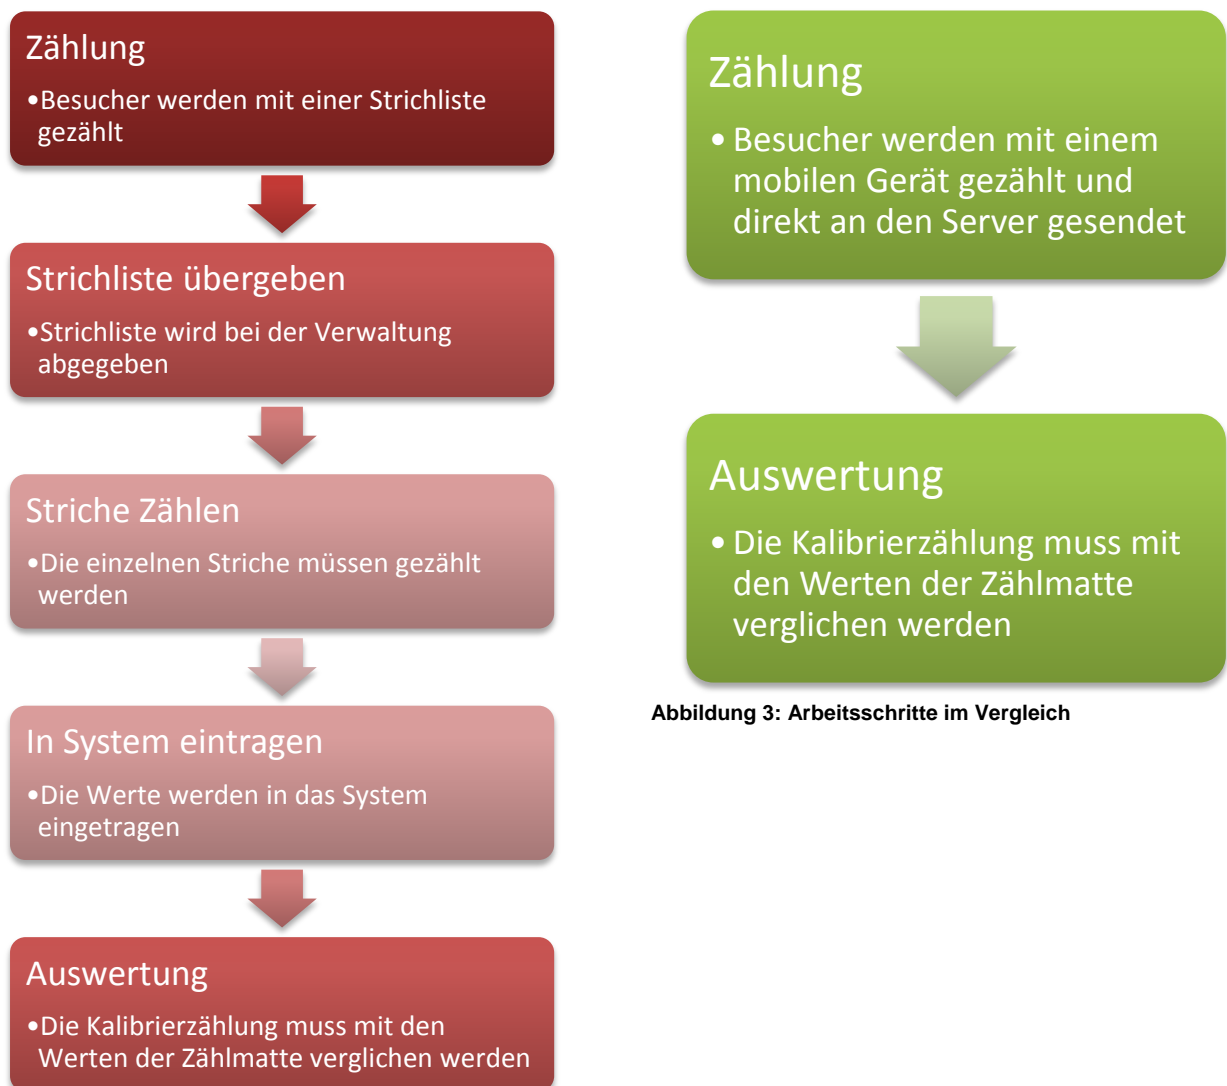 Zählung
•Besucher werden mit einer Strichliste
gezählt
Strichliste übergeben
•Strichliste wird bei der Verwaltung
abgegeben
Striche Zählen
•Die einzelnen Striche müssen gezählt
werden
In System eintragen
•Die Werte werden in das System
eingetragen
Auswertung
•Die Kalibrierzählung muss mit den
Werten der Zählmatte verglichen werden
Zählung
• Besucher werden mit einem
mobilen Gerät gezählt und
direkt an den Server gesendet
Auswertung
• Die Kalibrierzählung muss mit
den Werten der Zählmatte
verglichen werden
Abbildung 3: Arbeitsschritte im Vergleich